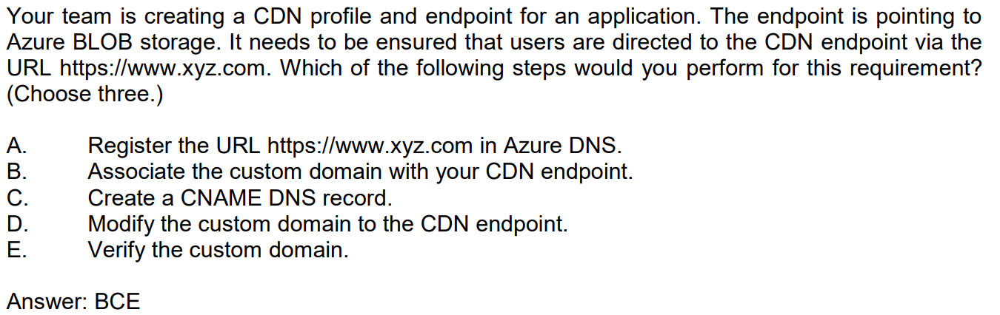 Your team is creating a CDN profile and endpoint for an application. The endpoint is pointing to
Azure BLOB storage. It needs to be ensured that users are directed to the CDN endpoint via the
URL https://www.xyz.com. Which of the following steps would you perform for this requirement?
(Choose three.)
A. Register the URL https://www.xyz.com in Azure DNS.
B. Associate the custom domain with your CDN endpoint.
C. Create a CNAME DNS record.
D. Modify the custom domain to the CDN endpoint.
E. Verify the custom domain.
Answer: BCE